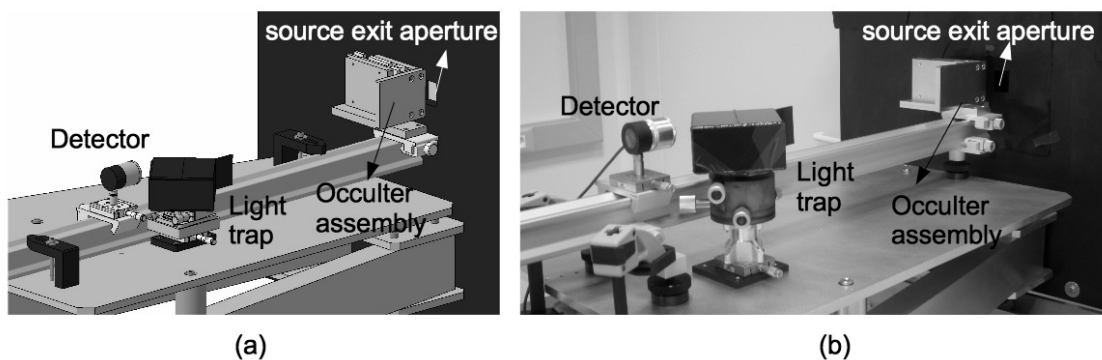 source exit aperture
Detector
Light
trap
Occulter
assembly
(a)
source exit aperture
Detector
Light
trap
Occulter
assembly
(b)